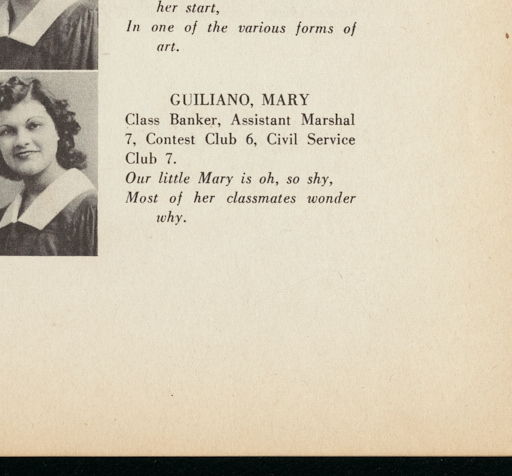 her start,
In one of the various forms of
art.
GUILIANO, MARY
Class Banker, Assistant Marshal
7, Contest Club 6, Civil Service
Club 7.
Our little Mary is oh, so shy,
Most of her classmates wonder
why.